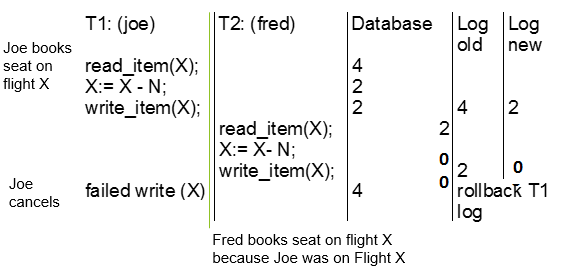 T1: (joe) T2: (fred) Database Log old Log new
Joe books seat on flight X
read_item(X); 4
X:= X - N; 2
write_item(X); 2 4 2
read_item(X); 2
X:= X- N; 0
write_item(X); 0 2 0
Joe cancels
failed write (X) 4 rollback T1 log
Fred books seat on flight X
because Joe was on Flight X